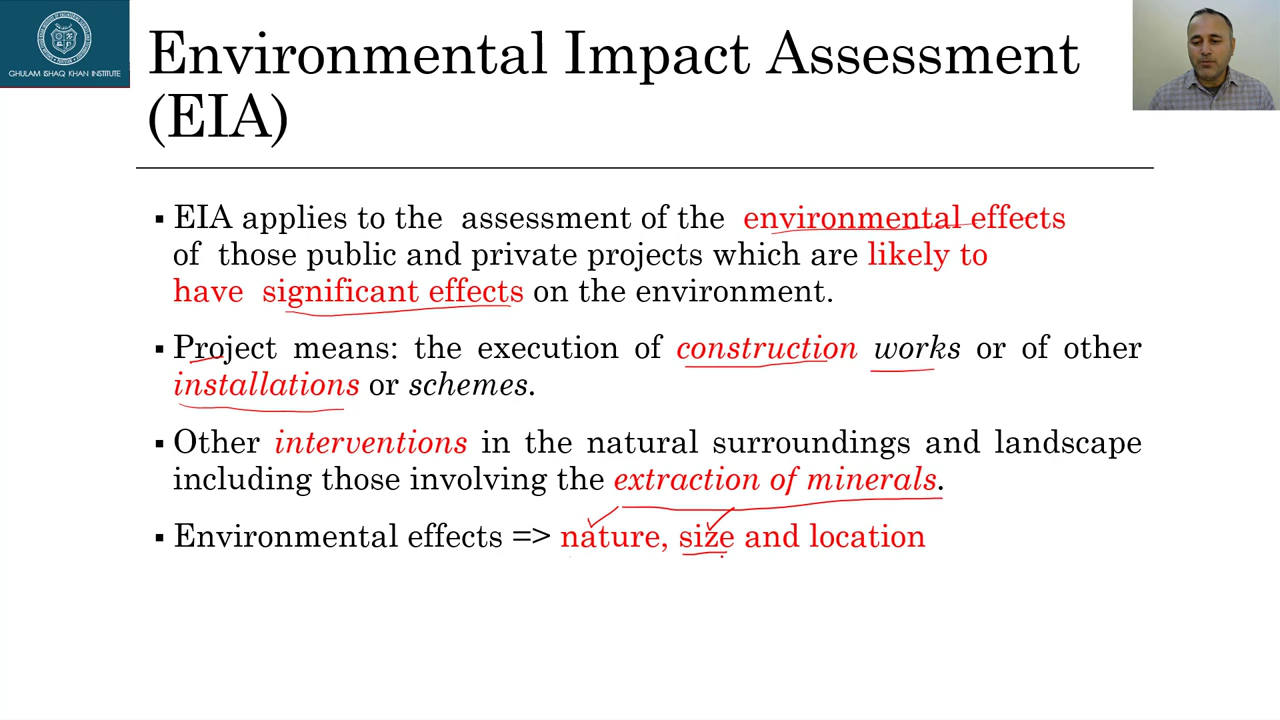 GHULAM ISHAQ KHAN INSTITUTE
Environmental Impact Assessment
(EIA)
▪ EIA applies to the assessment of the environmental effects
of those public and private projects which are likely to
have significant effects on the environment.
▪ Project means: the execution of construction works or of other
installations or schemes.
▪ Other interventions in the natural surroundings and landscape
including those involving the extraction of minerals.
▪ Environmental effects => nature, size and location